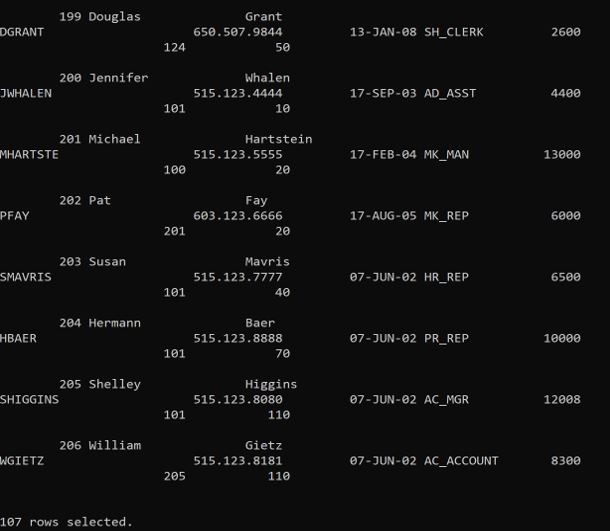 199 Douglas Grant
DGRANT 650.507.9844 13-JAN-08 SH_CLERK 2600
124 50
200 Jennifer Whalen
JWHALEN 515.123.4444 17-SEP-03 AD_ASST 4400
101 10
201 Michael Hartstein
MHARTSTE 515.123.5555 17-FEB-04 MK_MAN 13000
100 20
202 Pat Fay
PFAY 603.123.6666 17-AUG-05 MK_REP 6000
201 20
203 Susan Mavris
SMAVRIS 515.123.7777 07-JUN-02 HR_REP 6500
101 40
204 Hermann Baer
HBAER 515.123.8888 07-JUN-02 PR_REP 10000
101 70
205 Shelley Higgins
SHIGGINS 515.123.8080 07-JUN-02 AC_MGR 12008
101 110
206 William Gietz
WGIETZ 515.123.8181 07-JUN-02 AC_ACCOUNT 8300
205 110
107 rows selected.